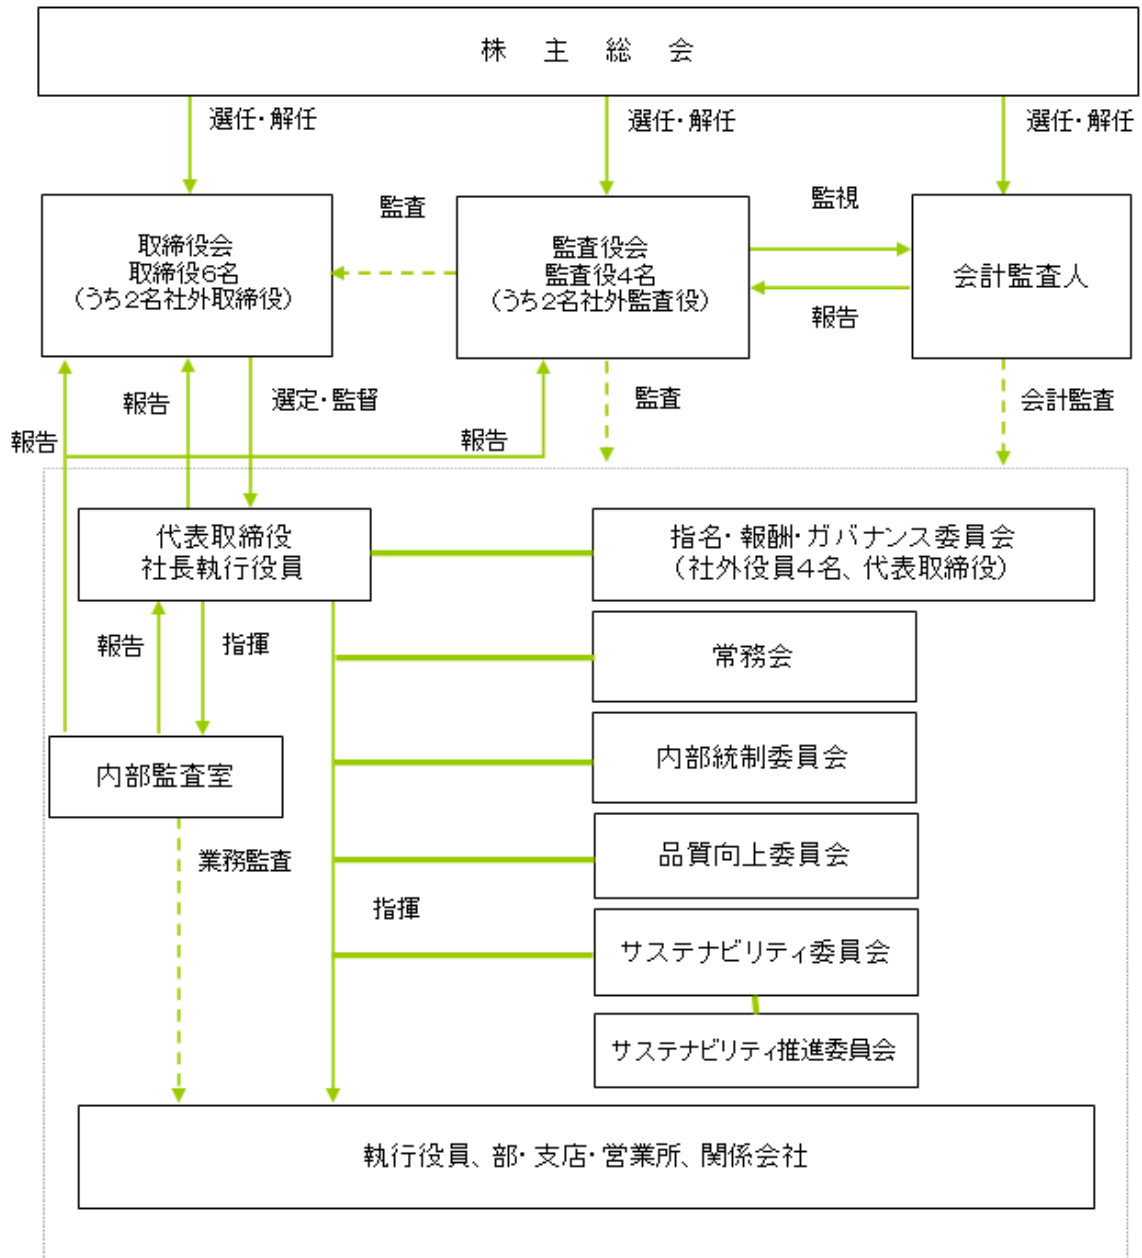 株主総会
選任・解任
選任・解任
選任・解任
取締役会
取締役6名
(うち2名社外取締役)
監査
監査役会
監査役4名
(うち2名社外監査役)
監視
報告
会計監査人
報告
報告
選定・監督
報告
監査
会計監査
代表取締役
社長執行役員
指名・報酬・ガバナンス委員会
(社外役員4名、代表取締役)
報告
指揮
常務会
内部監査室
内部統制委員会
業務監査
品質向上委員会
指揮
サステナビリティ委員会
サステナビリティ推進委員会
執行役員、部・支店・営業所、関係会社